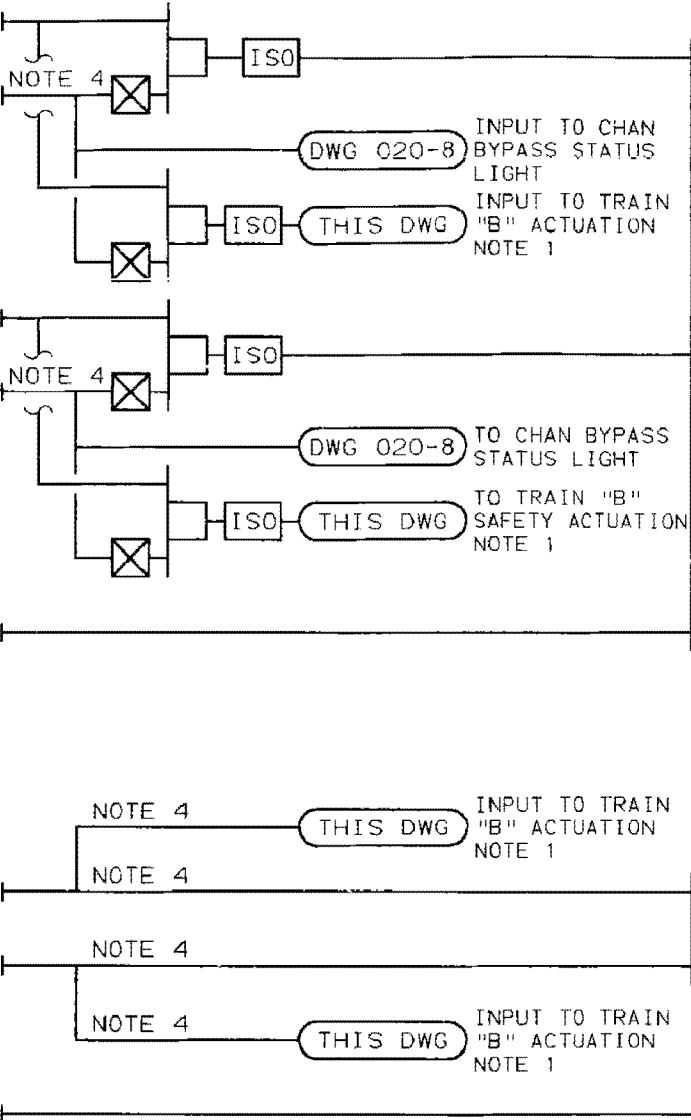 ISO
NOTE 4
DWG 020-8
INPUT TO CHAN
BYPASS STATUS
LIGHT
ISO
THIS DWG
INPUT TO TRAIN
"B" ACTUATION
NOTE 1
ISO
NOTE 4
DWG 020-8
TO CHAN BYPASS
STATUS LIGHT
ISO
THIS DWG
TO TRAIN "B"
SAFETY ACTUATION
NOTE 1
NOTE 4
THIS DWG
INPUT TO TRAIN
"B" ACTUATION
NOTE 1
NOTE 4
NOTE 4
NOTE 4
THIS DWG
INPUT TO TRAIN
"B" ACTUATION
NOTE 1